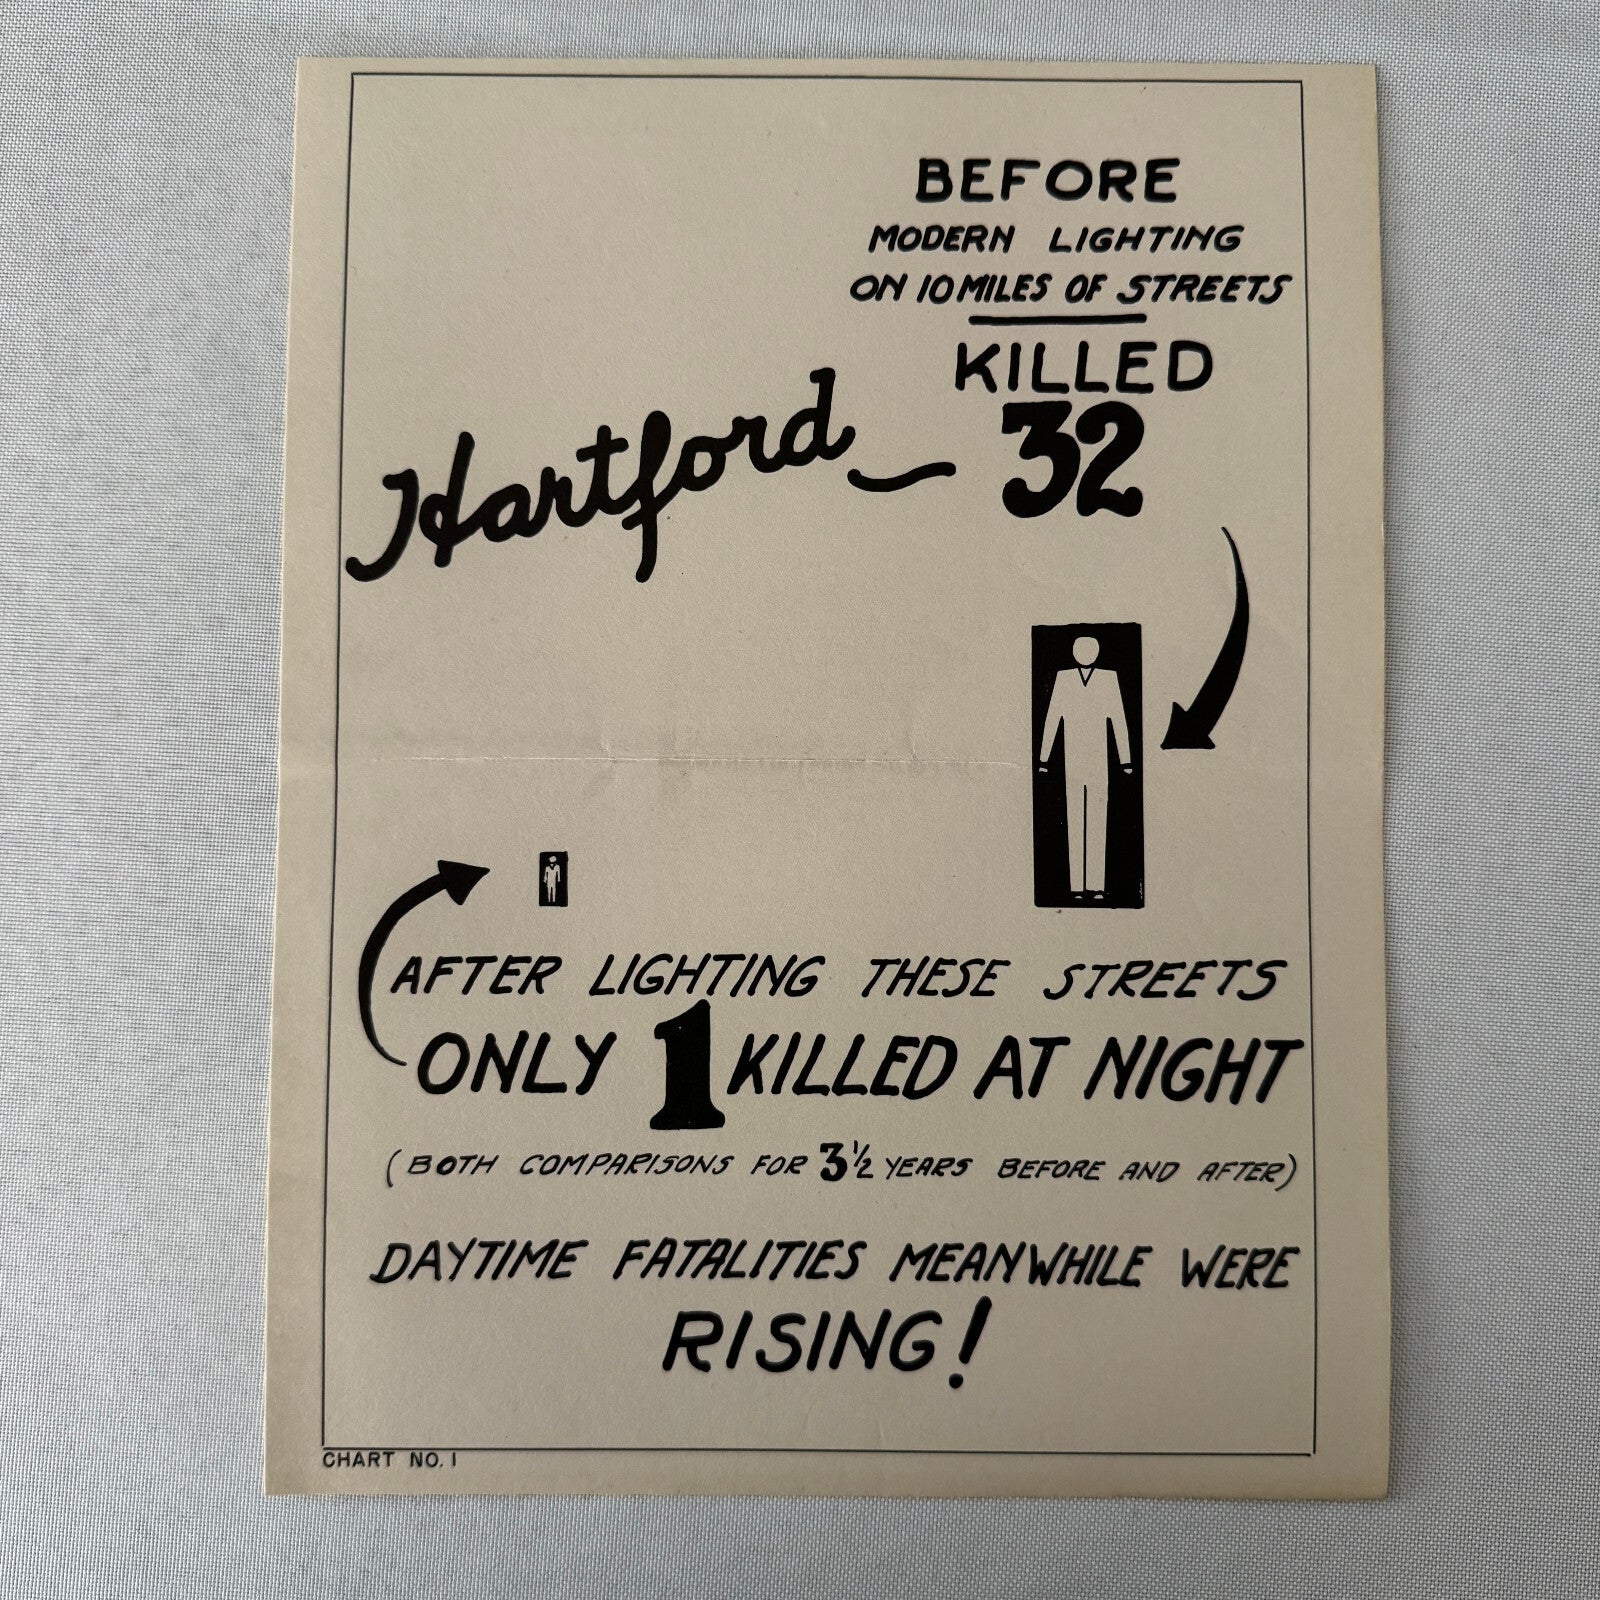 BEFORE
MODERN LIGHTING
ON 10 MILES OF STREETS
KILLED
32
Hartford
AFTER LIGHTING THESE STREETS
ONLY 1 KILLED AT NIGHT
(BOTH COMPARISONS FOR 3½ YEARS BEFORE AND AFTER)
DAYTIME FATALITIES MEANWHILE WERE
RISING!
CHART NO. 1